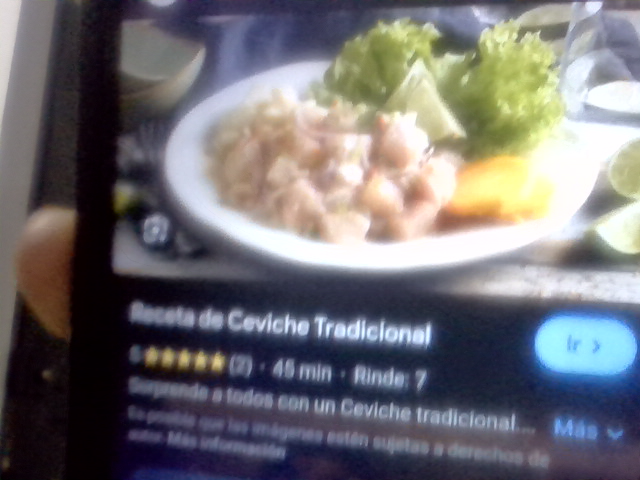 Receta de Ceviche Tradicional
Ir >
5 ★★★★★ (2) · 45 min · Rinde: 7
Sorprende a todos con un Ceviche tradicional...
Más
Es posible que las imágenes estén sujetas a derechos de
autor. Más información